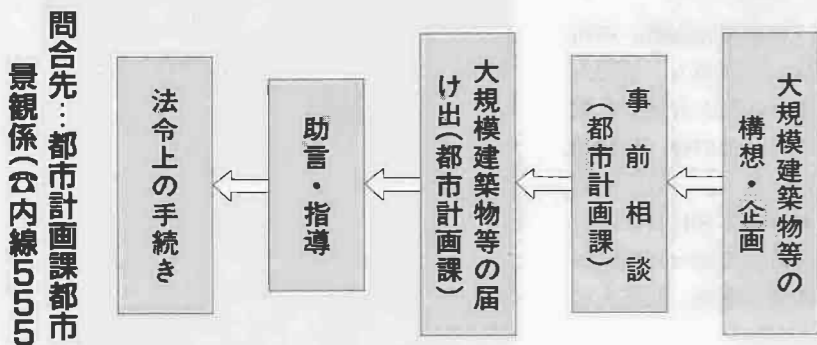 大規模建築物等の
構想・企画
事前相談
(都市計画課)
大規模建築物等の届
け出(都市計画課)
助言・指導
法令上の手続き
問合先…都市計画課都市
景観係(☎内線555